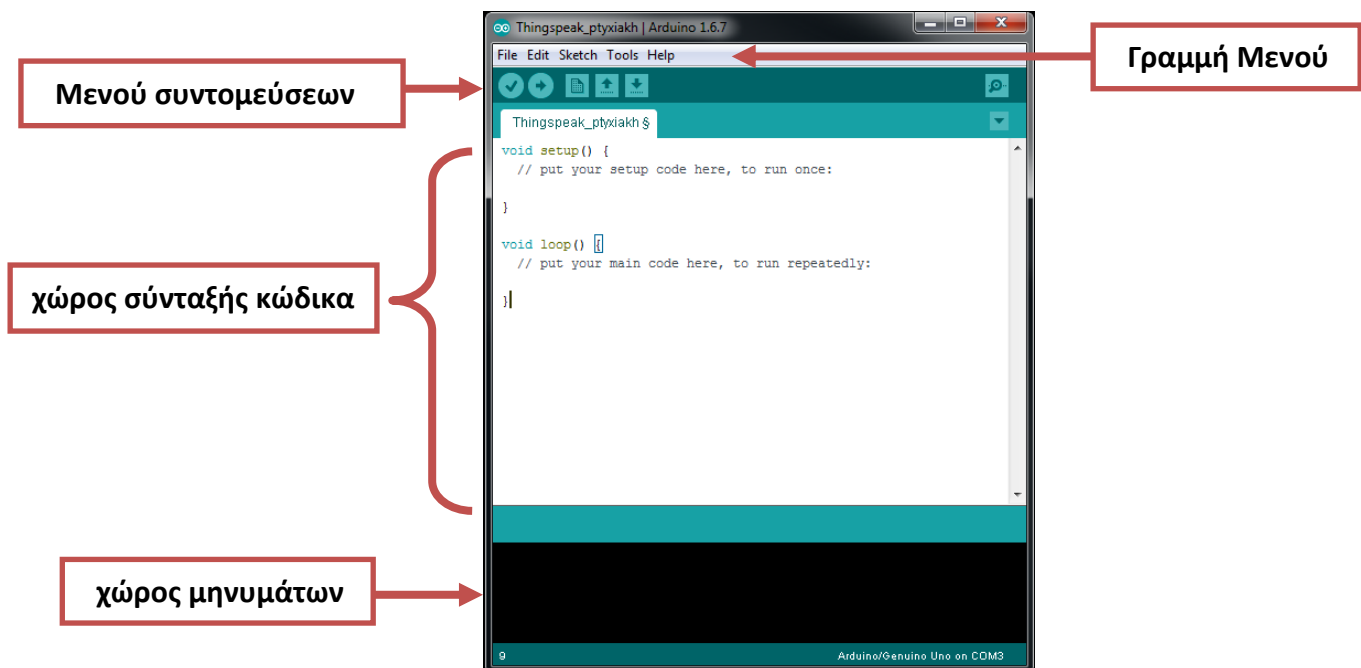 Thingspeak_ptyxiakh | Arduino 1.6.7
File Edit Sketch Tools Help
Γραμμή Μενού
Μενού συντομεύσεων
Thingspeak_ptyxiakh §
void setup() {
// put your setup code here, to run once:
}
void loop() {
// put your main code here, to run repeatedly:
}
χώρος σύνταξής κώδικα
χώρος μηνυμάτων
9
Arduino/Genuino Uno on COM3